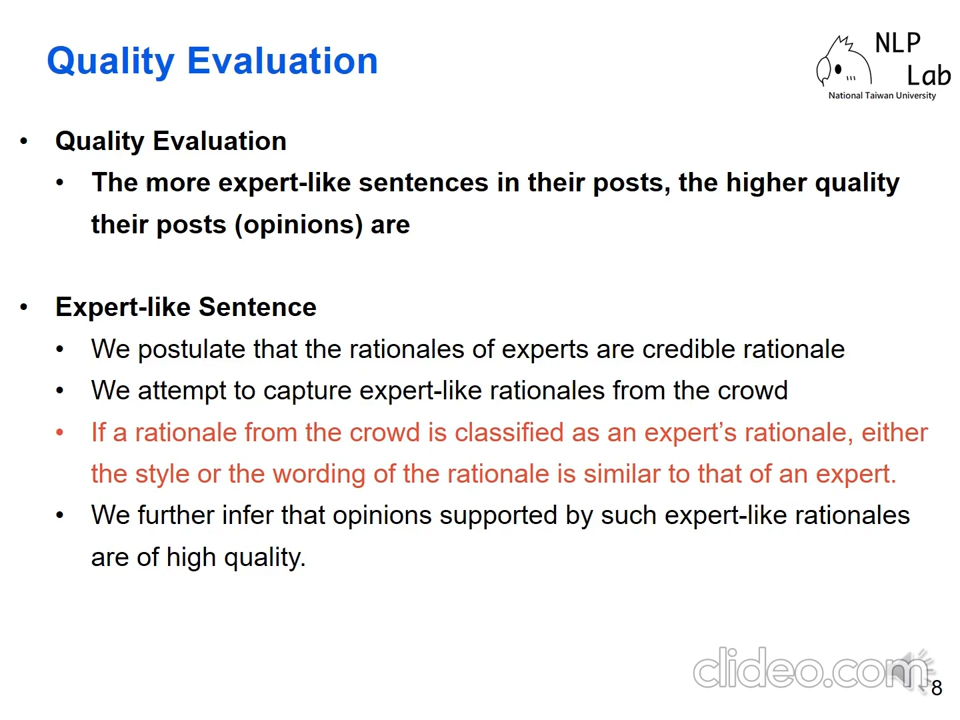 Quality Evaluation
NLP
Lab
National Taiwan University
• Quality Evaluation
• The more expert-like sentences in their posts, the higher quality
their posts (opinions) are
• Expert-like Sentence
• We postulate that the rationales of experts are credible rationale
• We attempt to capture expert-like rationales from the crowd
• If a rationale from the crowd is classified as an expert’s rationale, either
the style or the wording of the rationale is similar to that of an expert.
• We further infer that opinions supported by such expert-like rationales
are of high quality.
clideo.com
8